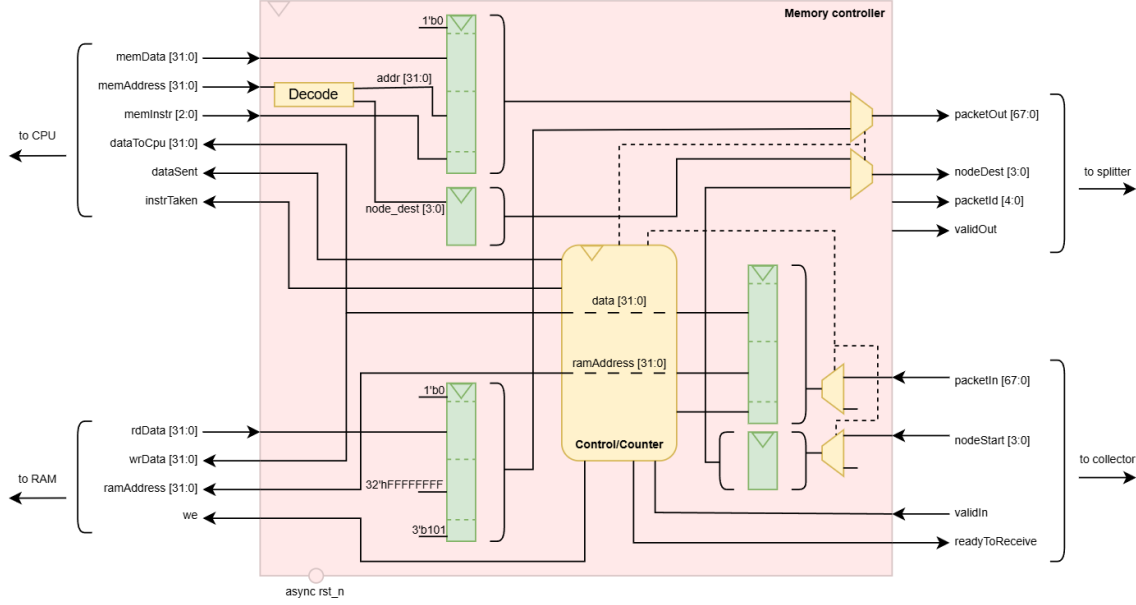 Memory controller
1'b0
memData [31:0]
memAddress [31:0]
addr [31:0]
Decode
memInstr [2:0]
packetOut [67:0]
to CPU
dataToCpu [31:0]
dataSent
nodeDest [3:0]
to splitter
instrTaken
node_dest [3:0]
packetId [4:0]
validOut
data [31:0]
ramAddress [31:0]
packetIn [67:0]
1'b0
rdData [31:0]
Control/Counter
nodeStart [3:0]
wrData [31:0]
to collector
to RAM
ramAddress [31:0]
32'hFFFFFFFF
we
validIn
3'b101
readyToReceive
async rst_n